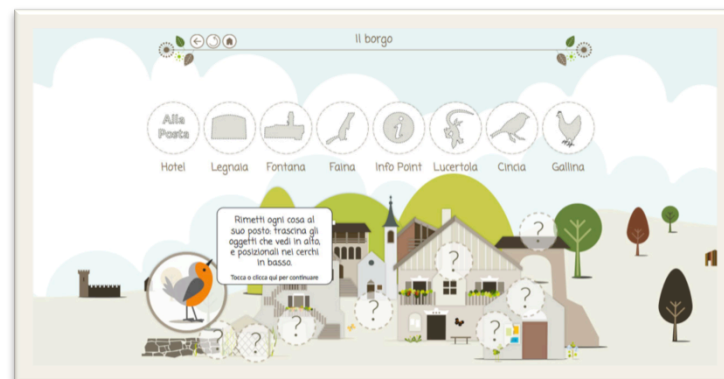 Il borgo
Alla
Posta
Hotel
Legnaia
Fontana
Faina
Info Point
Lucertola
Cincia
Gallina
Rimetti ogni cosa al
suo posto: trascina gli
oggetti che vedi in alto,
e posizionali nei cerchi
in basso.
Tocca o clicca qui per continuare
?
?
?
?
?
?
?
?